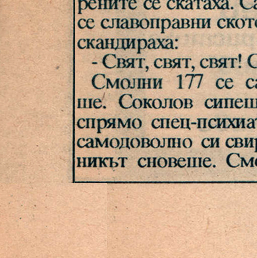 рените се скатаха. Са
се славоправни ското
скандираха:
- Свят, свят, свят! С
Смолни 177 се са
ше. Соколов сипеш
спрямо спец-психиат
самодоволно си свир
никът сновеше. Смо